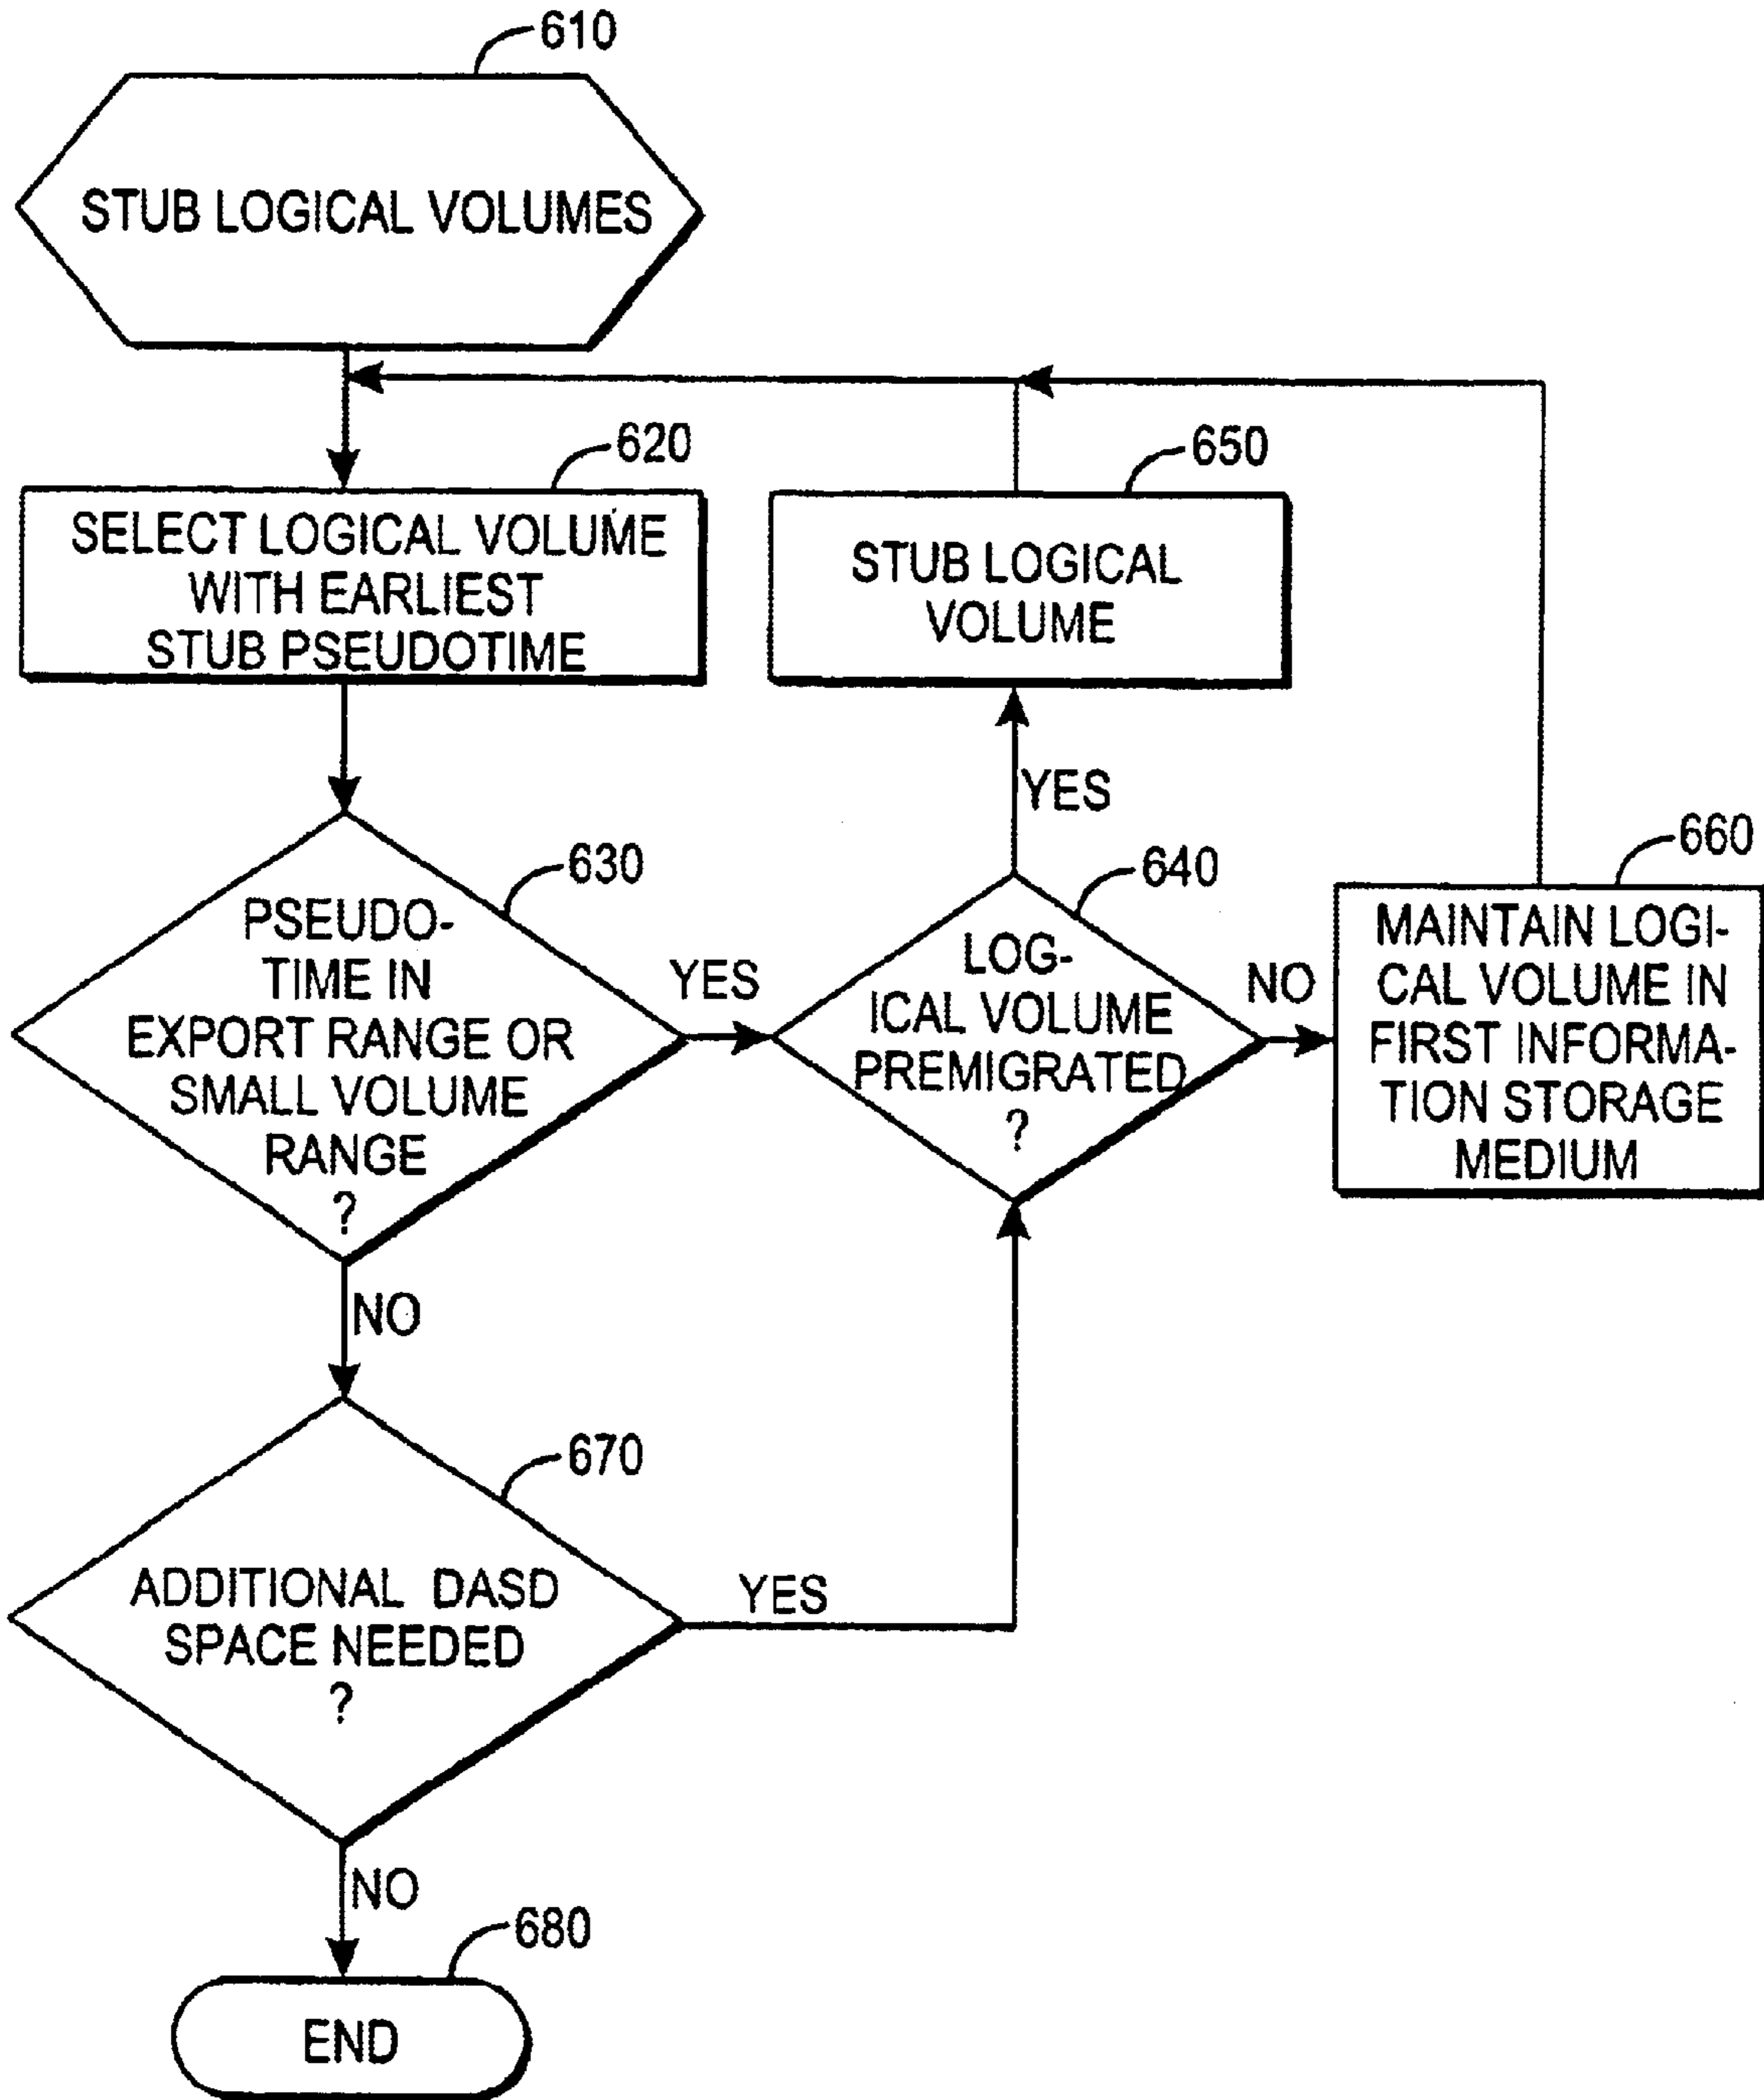 610
STUB LOGICAL VOLUMES
620
SELECT LOGICAL VOLUME
WITH EARLIEST
STUB PSEUDOTIME
650
STUB LOGICAL
VOLUME
YES
630
PSEUDO-
TIME IN
EXPORT RANGE OR
SMALL VOLUME
RANGE
?
YES
640
LOG-
ICAL VOLUME
PREMIGRATED
?
NO
660
MAINTAIN LOGI-
CAL VOLUME IN
FIRST INFORMA-
TION STORAGE
MEDIUM
NO
670
ADDITIONAL DASD
SPACE NEEDED
?
YES
NO
680
END